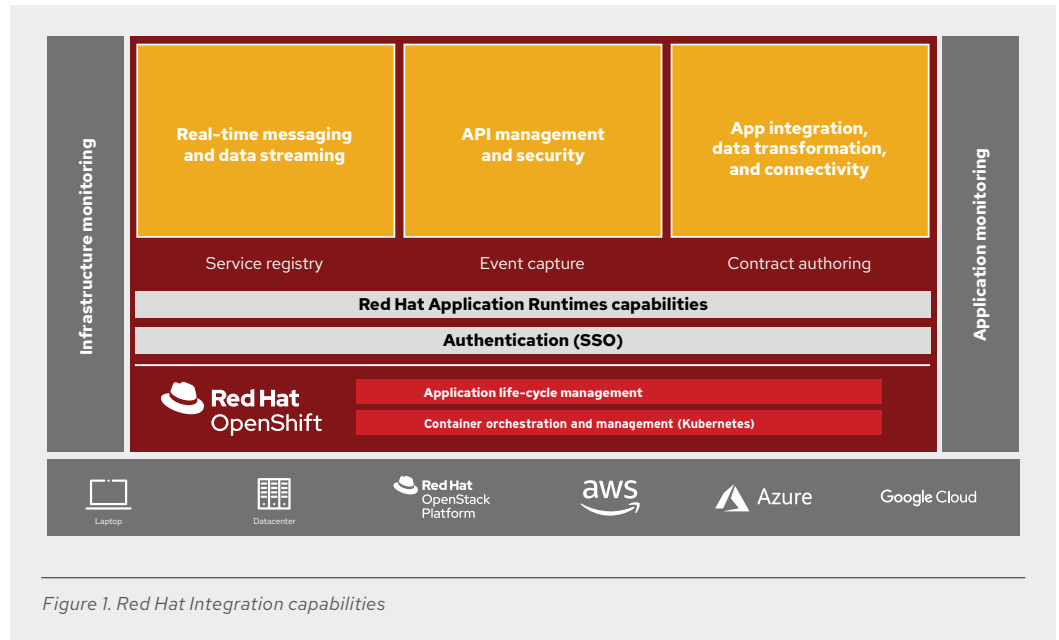 Infrastructure monitoring
Real-time messaging
and data streaming
API management
and security
App integration,
data transformation,
and connectivity
Service registry
Event capture
Contract authoring
Red Hat Application Runtimes capabilities
Authentication (SSO)
Red Hat
OpenShift
Application life-cycle management
Container orchestration and management (Kubernetes)
Application monitoring
Laptop
Datacenter
Red Hat
OpenStack
Platform
aws
Azure
Google Cloud
Figure 1. Red Hat Integration capabilities